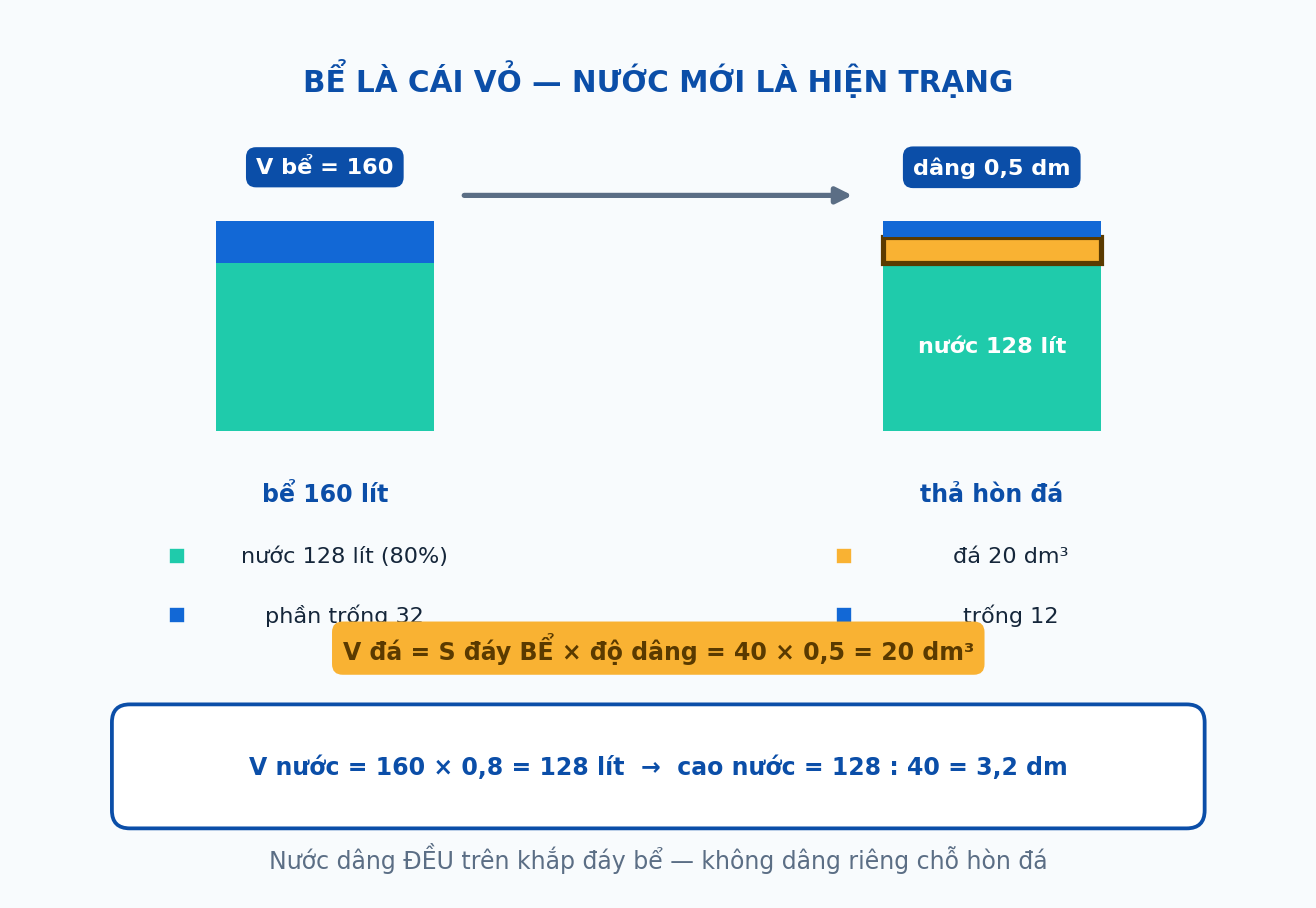 BỂ LÀ CÁI VỎ — NƯỚC MỚI LÀ HIỆN TRẠNG
V bể = 160
dâng 0,5 dm
nước 128 lít
bể 160 lít
thả hòn đá
nước 128 lít (80%)
đá 20 dm³
phần trống 32
trống 12
V đá = S đáy BỂ × độ dâng = 40 × 0,5 = 20 dm³
V nước = 160 × 0,8 = 128 lít → cao nước = 128 : 40 = 3,2 dm
Nước dâng ĐỀU trên khắp đáy bể — không dâng riêng chỗ hòn đá